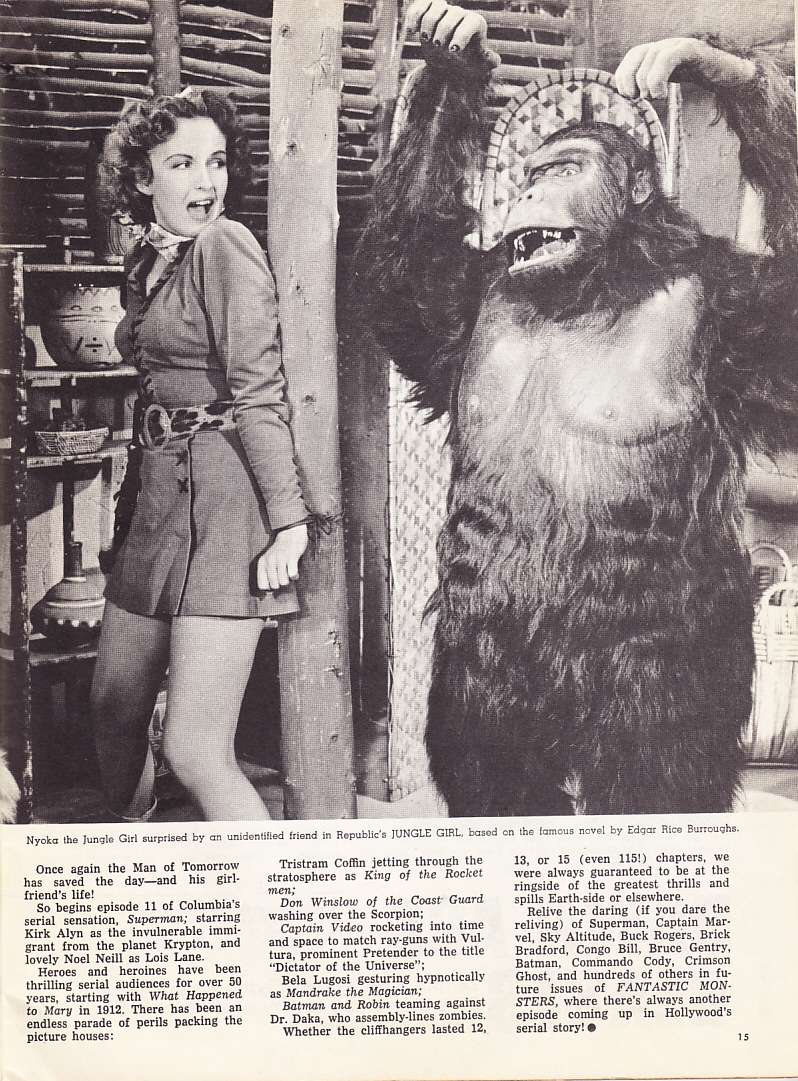 Nyoka the Jungle Girl surprised by an unidentified friend in Republic's JUNGLE GIRL, based on the famous novel by Edgar Rice Burroughs.
Once again the Man of Tomorrow
has saved the day—and his girl-
friend's life!
So begins episode 11 of Columbia's
serial sensation, Superman; starring
Kirk Alyn as the invulnerable immi-
grant from the planet Krypton, and
lovely Noel Neill as Lois Lane.
Heroes and heroines have been
thrilling serial audiences for over 50
years, starting with What Happened
to Mary in 1912. There has been an
endless parade of perils packing the
picture houses:
Tristram Coffin jetting through the
stratosphere as King of the Rocket
men;
Don Winslow of the Coast Guard
washing over the Scorpion;
Captain Video rocketing into time
and space to match ray-guns with Vul-
tura, prominent Pretender to the title
"Dictator of the Universe";
Bela Lugosi gesturing hypnotically
as Mandrake the Magician;
Batman and Robin teaming against
Dr. Daka, who assembly-lines zombies.
Whether the cliffhangers lasted 12,
13, or 15 (even 115!) chapters, we
were always guaranteed to be at the
ringside of the greatest thrills and
spills Earth-side or elsewhere.
Relive the daring (if you dare the
reliving) of Superman, Captain Mar-
vel, Sky Altitude, Buck Rogers, Brick
Bradford, Congo Bill, Bruce Gentry,
Batman, Commando Cody, Crimson
Ghost, and hundreds of others in fu-
ture issues of FANTASTIC MON-
STERS, where there's always another
episode coming up in Hollywood's
serial story!●
15